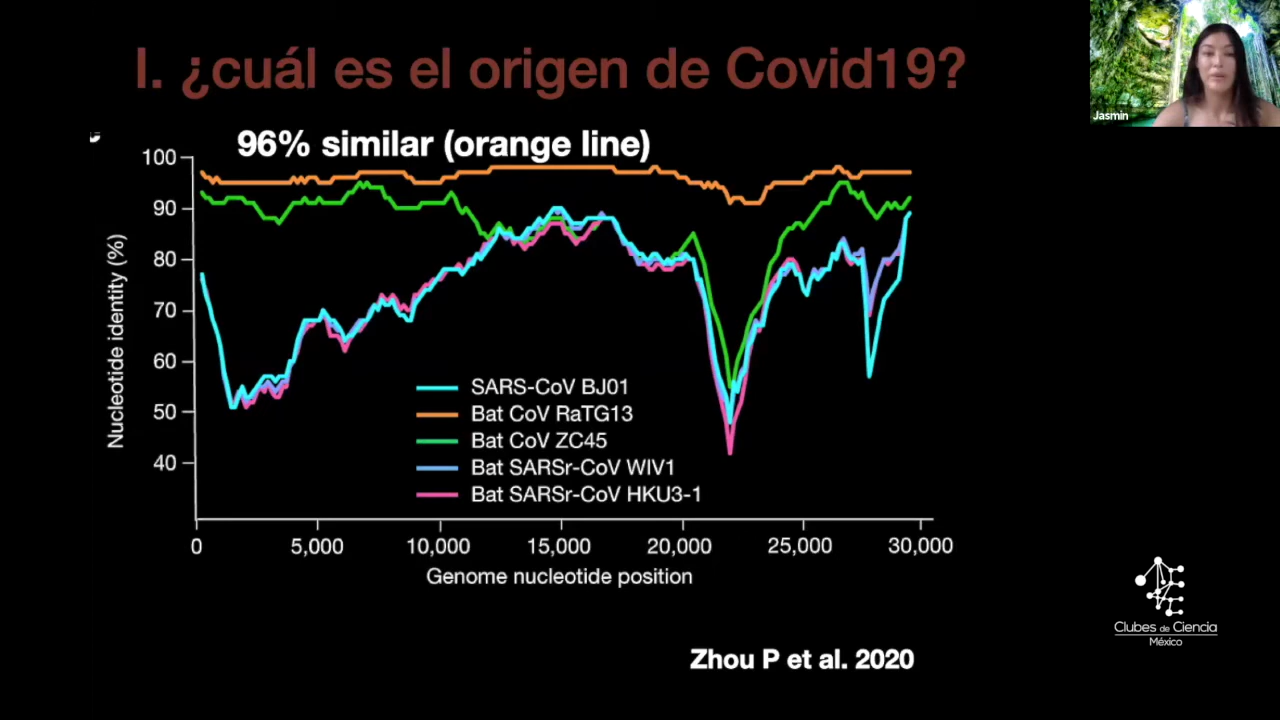 I. ¿cuál es el origen de Covid19?
Jasmin
96% similar (orange line)
100
90
80
70
60
50
40
Nucleotide identity (%)
SARS-CoV BJ01
Bat CoV RaTG13
Bat CoV ZC45
Bat SARSr-CoV WIV1
Bat SARSr-CoV HKU3-1
0 5,000 10,000 15,000 20,000 25,000 30,000
Genome nucleotide position
Clubes de Ciencia
México
Zhou P et al. 2020